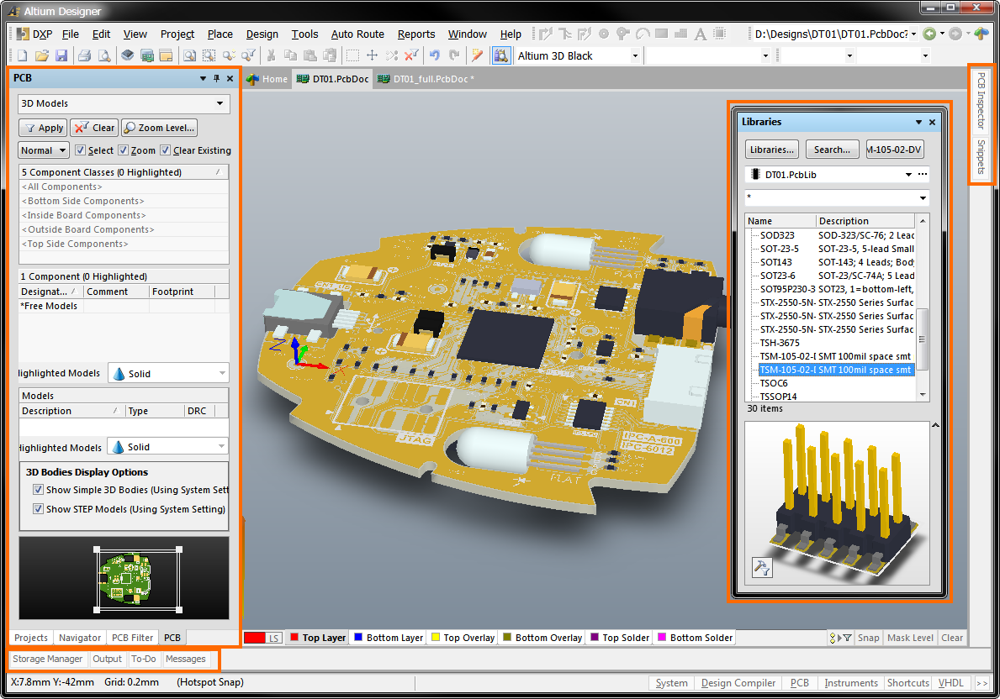 Altium Designer
DXP File Edit View Project Place Design Tools Auto Route Reports Window Help
D:\Designs\DT01\DT01.PcbDoc?
Altium 3D Black
PCB
Home DT01.PcbDoc DT01_full.PcbDoc *
3D Models
Apply Clear Zoom Level...
Normal Select Zoom Clear Existing
5 Component Classes (0 Highlighted)
<All Components>
<Bottom Side Components>
<Inside Board Components>
<Outside Board Components>
<Top Side Components>
1 Component (0 Highlighted)
Designat... Comment Footprint
*Free Models
lighlighted Models Solid
Models
Description Type DRC
Highlighted Models Solid
3D Bodies Display Options
Show Simple 3D Bodies (Using System Sett
Show STEP Models (Using System Setting)
Projects Navigator PCB Filter PCB
Z
JTAG
CN1
IPC-A-600
IPC-6012
FLAT
Libraries
Libraries... Search... M-105-02-DV
DT01.PcbLib
*
Name Description
SOD323 SOD-323/SC-76; 2 Leac
SOT-23-5 SOT-23-5, 5-lead Small
SOT143 SOT-143; 4 Leads; Body
SOT23-6 SOT-23/SC-74A; 5 Lead
SOT95P230-3 SOT23, 1=bottom-left,
STX-2550-5N- STX-2550 Series Surfac
STX-2550-5N- STX-2550 Series Surfac
STX-2550-5N- STX-2550 Series Surfac
TSH-3675
TSM-105-02-I SMT 100mil space smt
TSM-105-02-I SMT 100mil space smt
TSOC6
TSSOP14
30 items
PCB Inspector
Snippets
LS Top Layer Bottom Layer Top Overlay Bottom Overlay Top Solder Bottom Solder Snap Mask Level Clear
Storage Manager Output To-Do Messages
X:7.8mm Y:-42mm Grid: 0.2mm (Hotspot Snap)
System Design Compiler PCB Instruments Shortcuts VHDL >>